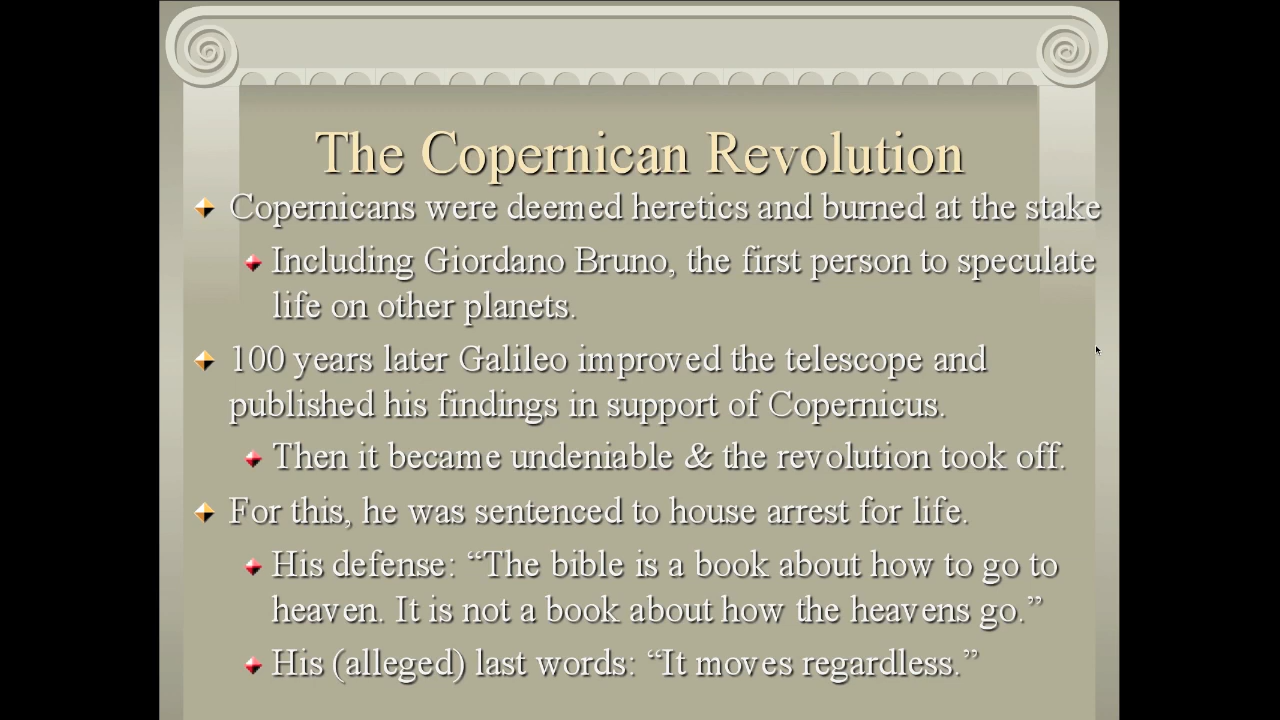 The Copernican Revolution
Copernicans were deemed heretics and burned at the stake
Including Giordano Bruno, the first person to speculate
life on other planets.
100 years later Galileo improved the telescope and
published his findings in support of Copernicus.
Then it became undeniable & the revolution took off.
For this, he was sentenced to house arrest for life.
His defense: “The bible is a book about how to go to
heaven. It is not a book about how the heavens go.”
His (alleged) last words: “It moves regardless.”